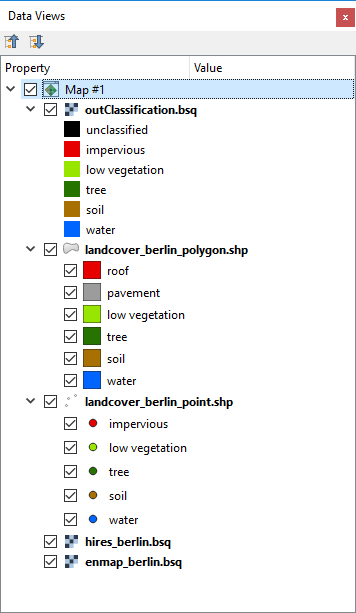 Data Views
Property Value
Map #1
outClassification.bsq
unclassified
impervious
low vegetation
tree
soil
water
landcover_berlin_polygon.shp
roof
pavement
low vegetation
tree
soil
water
landcover_berlin_point.shp
impervious
low vegetation
tree
soil
water
hires_berlin.bsq
enmap_berlin.bsq